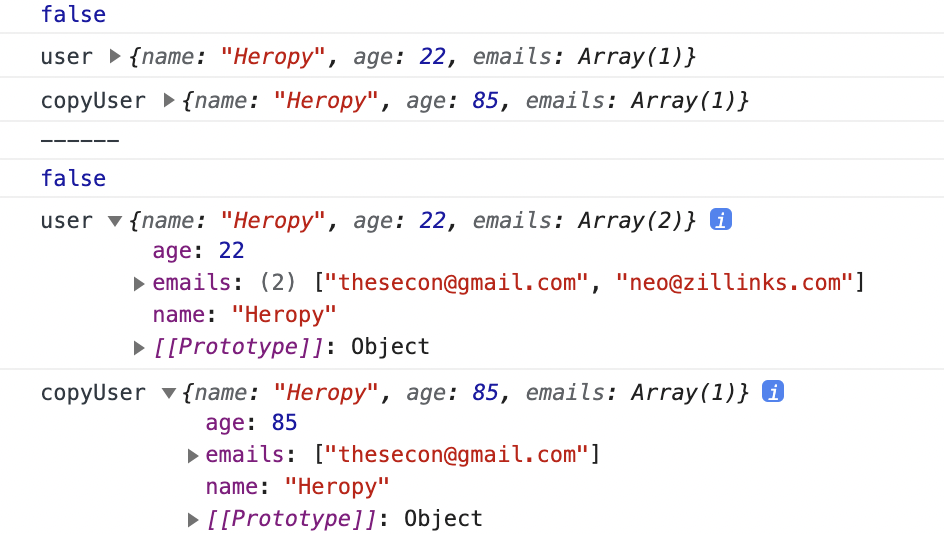 false
user ▶ {name: "Heropy", age: 22, emails: Array(1)}
copyUser ▶ {name: "Heropy", age: 85, emails: Array(1)}
------
false
user ▼ {name: "Heropy", age: 22, emails: Array(2)} i
age: 22
▶ emails: (2) ["thesecon@gmail.com", "neo@zillinks.com"]
name: "Heropy"
▶ [[Prototype]]: Object
copyUser ▼ {name: "Heropy", age: 85, emails: Array(1)} i
age: 85
▶ emails: ["thesecon@gmail.com"]
name: "Heropy"
▶ [[Prototype]]: Object